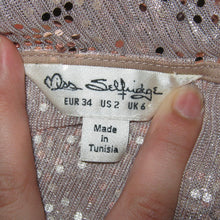 Miss Selfridge
EUR 34 US 2 UK 6
Made
in
Tunisia